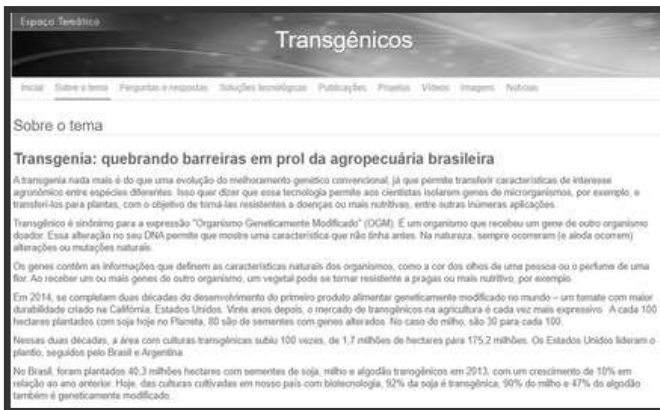 Espaço Temático
Transgênicos
Inicial Sobre o tema Perguntas e respostas Soluções tecnológicas Publicações Projetos Vídeos Imagens Notícias
Sobre o tema
Transgenia: quebrando barreiras em prol da agropecuária brasileira
A transgenia nada mais é do que uma evolução do melhoramento genético convencional, já que permite transferir características de interesse
agronômico entre espécies diferentes. Isso quer dizer que essa tecnologia permite aos cientistas isolarem genes de microrganismos, por exemplo, e
transferi-los para plantas, com o objetivo de torná-las resistentes a doenças ou mais nutritivas, entre outras inúmeras aplicações.
Transgênico é sinônimo para a expressão "Organismo Geneticamente Modificado" (OGM). É um organismo que recebeu um gene de outro organismo
doador. Essa alteração no seu DNA permite que mostre uma característica que não tinha antes. Na natureza, sempre ocorreram (e ainda ocorrem)
alterações ou mutações naturais.
Os genes contêm as informações que definem as características naturais dos organismos, como a cor dos olhos de uma pessoa ou o perfume de uma
flor. Ao receber um ou mais genes de outro organismo, um vegetal pode se tornar resistente a pragas ou mais nutritivo, por exemplo.
Em 2014, se completam duas décadas do desenvolvimento do primeiro produto alimentar geneticamente modificado no mundo – um tomate com maior
durabilidade criado na Califórnia, Estados Unidos. Vinte anos depois, o mercado de transgênicos na agricultura é cada vez mais expressivo. A cada 100
hectares plantados com soja hoje no Planeta, 80 são de sementes com genes alterados. No caso do milho, são 30 para cada 100.
Nessas duas décadas, a área com culturas transgênicas subiu 100 vezes, de 1,7 milhões de hectares para 175,2 milhões. Os Estados Unidos lideram o
plantio, seguidos pelo Brasil e Argentina.
No Brasil, foram plantados 40,3 milhões hectares com sementes de soja, milho e algodão transgênicos em 2013, com um crescimento de 10% em
relação ao ano anterior. Hoje, das culturas cultivadas em nosso país com biotecnologia, 92% da soja é transgênica, 90% do milho e 47% do algodão
também é geneticamente modificado.